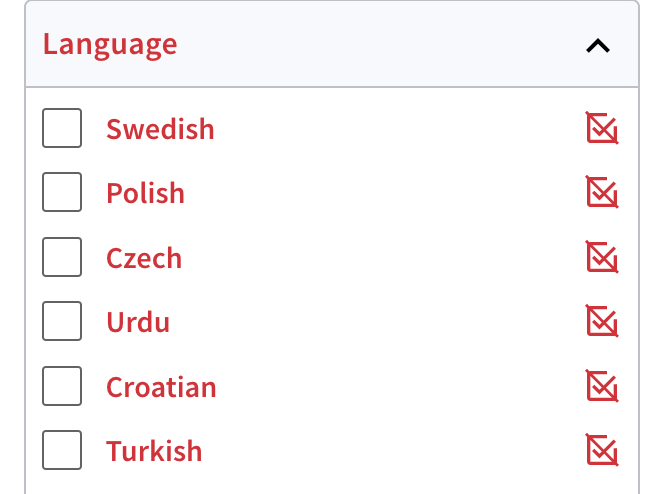 Language
Swedish
Polish
Czech
Urdu
Croatian
Turkish